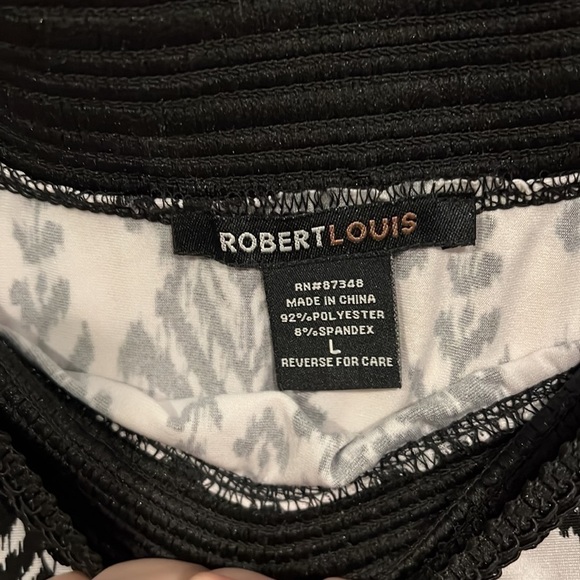 ROBERTLOUIS
RN#87348
MADE IN CHINA
92%POLYESTER
8%SPANDEX
L
REVERSE FOR CARE